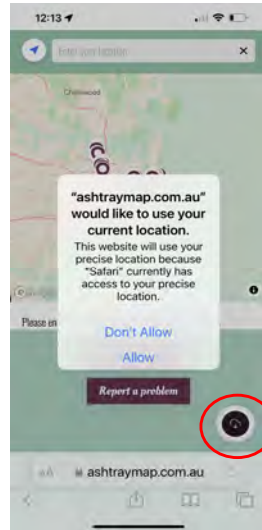 12:13
Enter your location
Chatswood
"ashtraymap.com.au"
would like to use your
current location.
This website will use your
precise location because
"Safari" currently has
access to your precise
location.
Please en
Don't Allow
Allow
Report a problem
AA ashtraymap.com.au